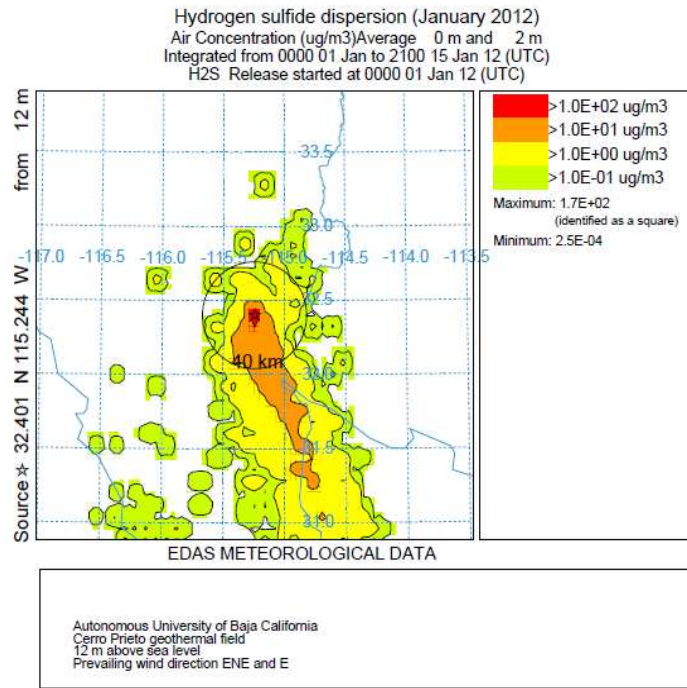 Hydrogen sulfide dispersion (January 2012)
Air Concentration (ug/m3)Average 0 m and 2 m
Integrated from 0000 01 Jan to 2100 15 Jan 12 (UTC)
H2S Release started at 0000 01 Jan 12 (UTC)
Source ☆ 32.401 N 115.244 W from 12 m
33.5
33.0
-117.0 -116.5 -116.0 -115.5 -115.0 -114.5 -114.0 -113.5
32.5
40 km
32.0
31.5
31.0
>1.0E+02 ug/m3
>1.0E+01 ug/m3
>1.0E+00 ug/m3
>1.0E-01 ug/m3
Maximum: 1.7E+02
(identified as a square)
Minimum: 2.5E-04
EDAS METEOROLOGICAL DATA
Autonomous University of Baja California
Cerro Prieto geothermal field
12 m above sea level
Prevailing wind direction ENE and E